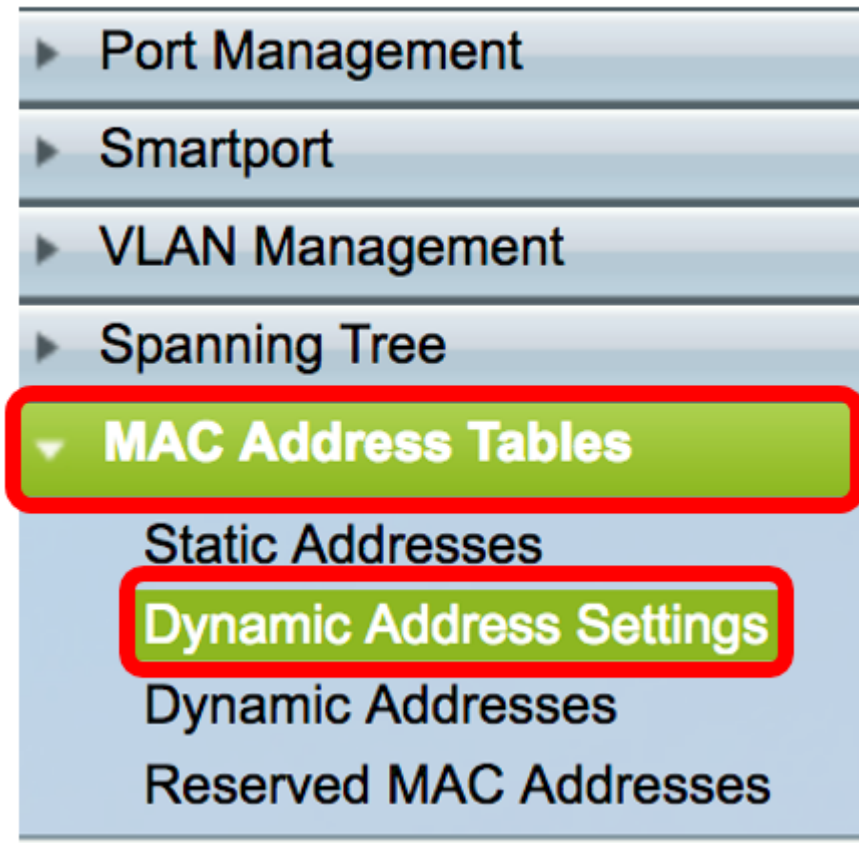 Port Management
Smartport
VLAN Management
Spanning Tree
MAC Address Tables
Static Addresses
Dynamic Address Settings
Dynamic Addresses
Reserved MAC Addresses